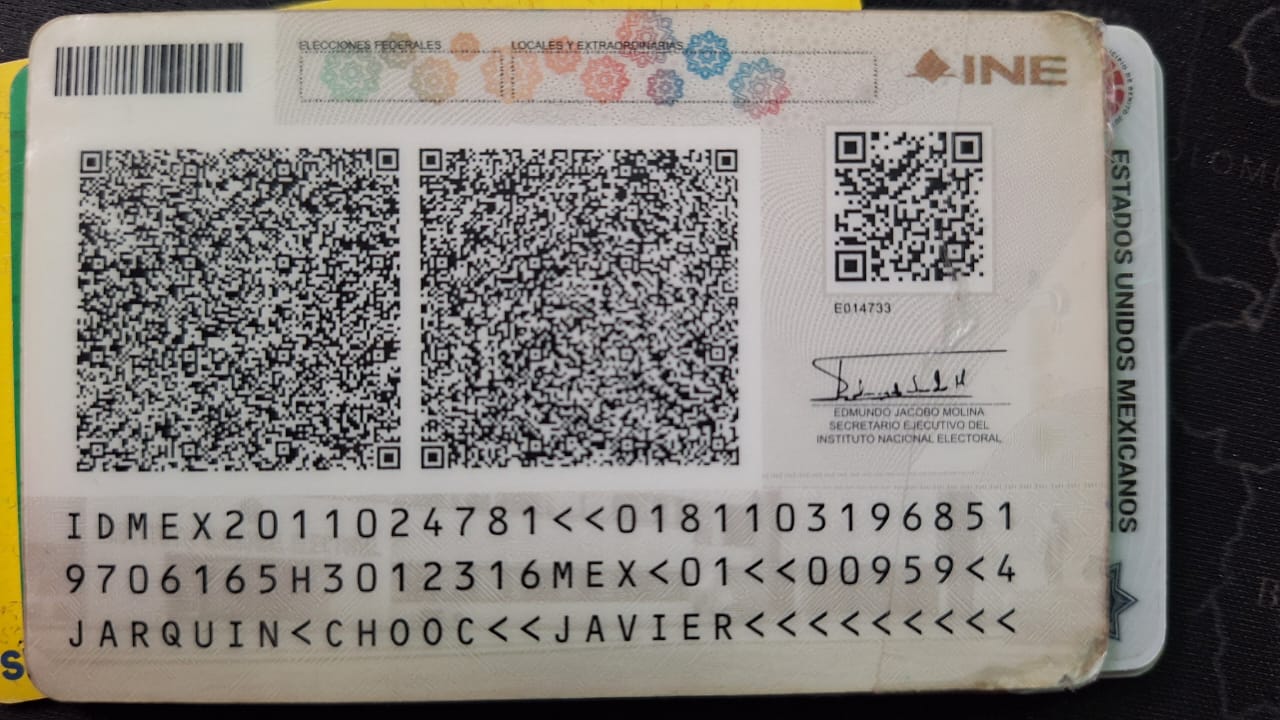 ELECCIONES FEDERALES LOCALES Y EXTRAORDINARIAS
INE
E014733
EDMUNDO JACOBO MOLINA
SECRETARIO EJECUTIVO DEL
INSTITUTO NACIONAL ELECTORAL
IDMEX2011024781<<0181103196851
9706165H3012316MEX<01<<00959<4
JARQUIN<CHOOC<<JAVIER<<<<<<<<<
ESTADOS UNIDOS MEXICANOS